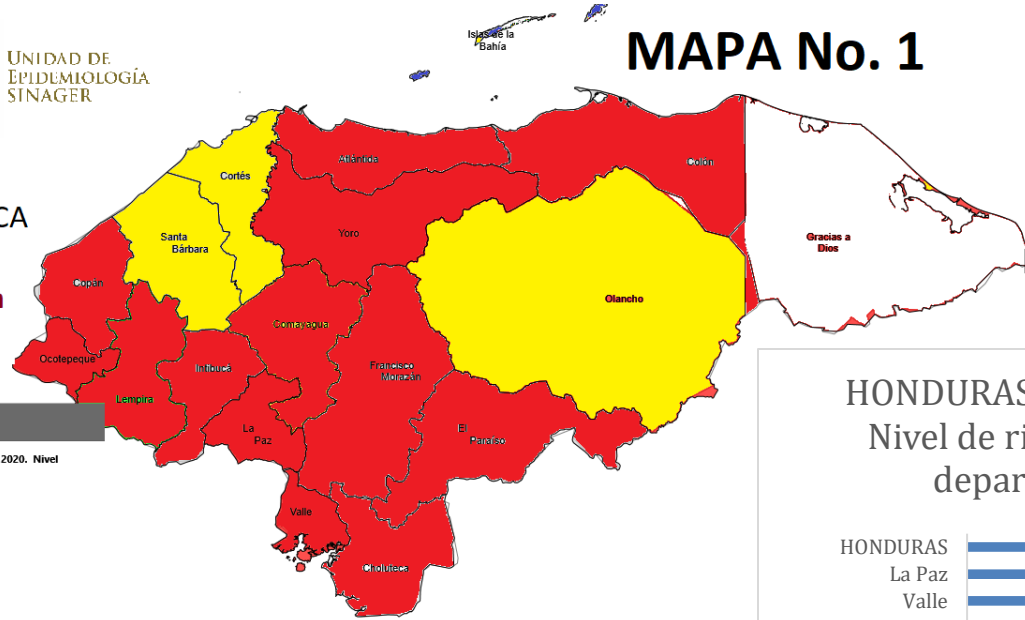 UNIDAD DE
EPIDEMIOLOGÍA
SINAGER
MAPA No. 1
Islas de la
Bahía
Atlántida
Colón
Cortés
CA
Yoro
Santa
Bárbara
Gracias a
Dios
Copán
Olancho
Comayagua
Ocotepeque
Intibucá
Francisco
Morazán
Lempira
La
Paz
El
Paraíso
2020. Nivel
Valle
Choluteca
HONDURAS
Nivel de ri
depar
HONDURAS
La Paz
Valle